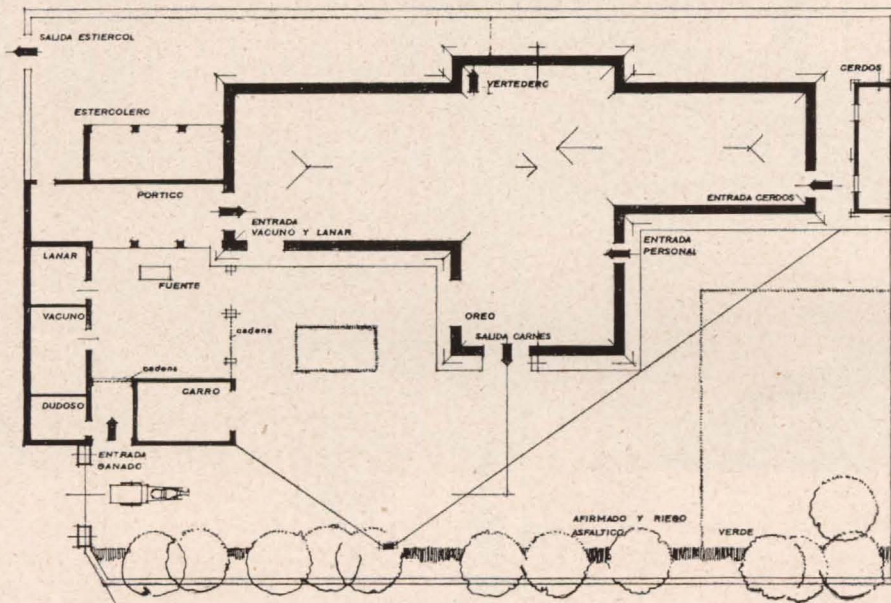 SALIDA ESTIERCOL
CERDOS
VERTEDERO
ESTERCOLERO
PORTICO
ENTRADA CERDOS
ENTRADA
VACUNO Y LANAR
ENTRADA
PERSONAL
LANAR
FUENTE
VACUNO
cadena
OREO
SALIDA CARNES
cadena
CARRO
DUDOSO
ENTRADA
GANADO
AFIRMADO Y RIEGO
ASFALTICO
VERDE